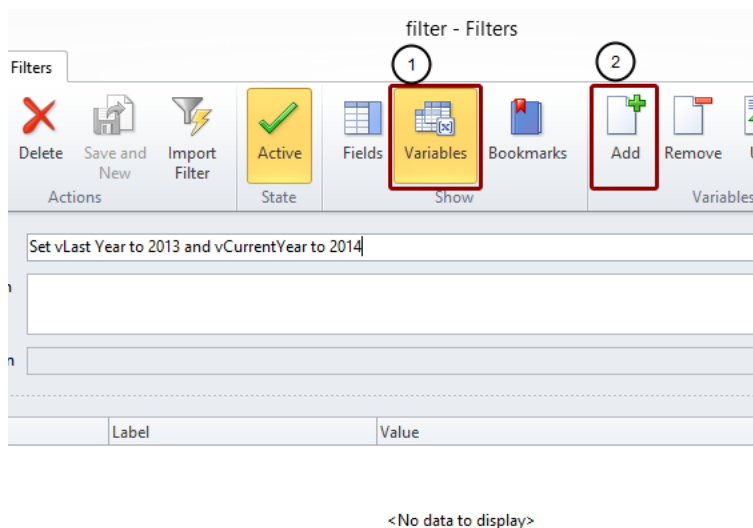 filter - Filters
1
2
Filters
Delete
Save and
New
Import
Filter
Active
Fields
Variables
Bookmarks
Add
Remove
Actions
State
Show
Variables
Set vLast Year to 2013 and vCurrentYear to 2014
Label
Value
<No data to display>